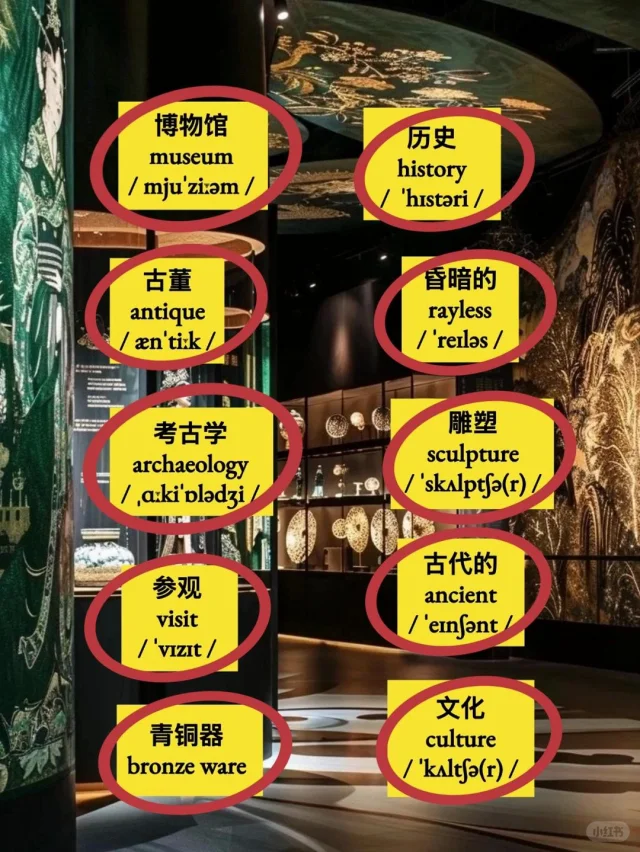 博物馆
museum
/ mjuˈziːəm /
历史
history
/ ˈhɪstəri /
古董
antique
/ ænˈtiːk /
昏暗的
rayless
/ ˈreɪləs /
考古学
archaeology
/ ˌɑːkiˈɒlədʒi /
雕塑
sculpture
/ ˈskʌlptʃə(r) /
参观
visit
/ ˈvɪzɪt /
古代的
ancient
/ ˈeɪnʃənt /
青铜器
bronze ware
文化
culture
/ ˈkʌltʃə(r) /
小红书